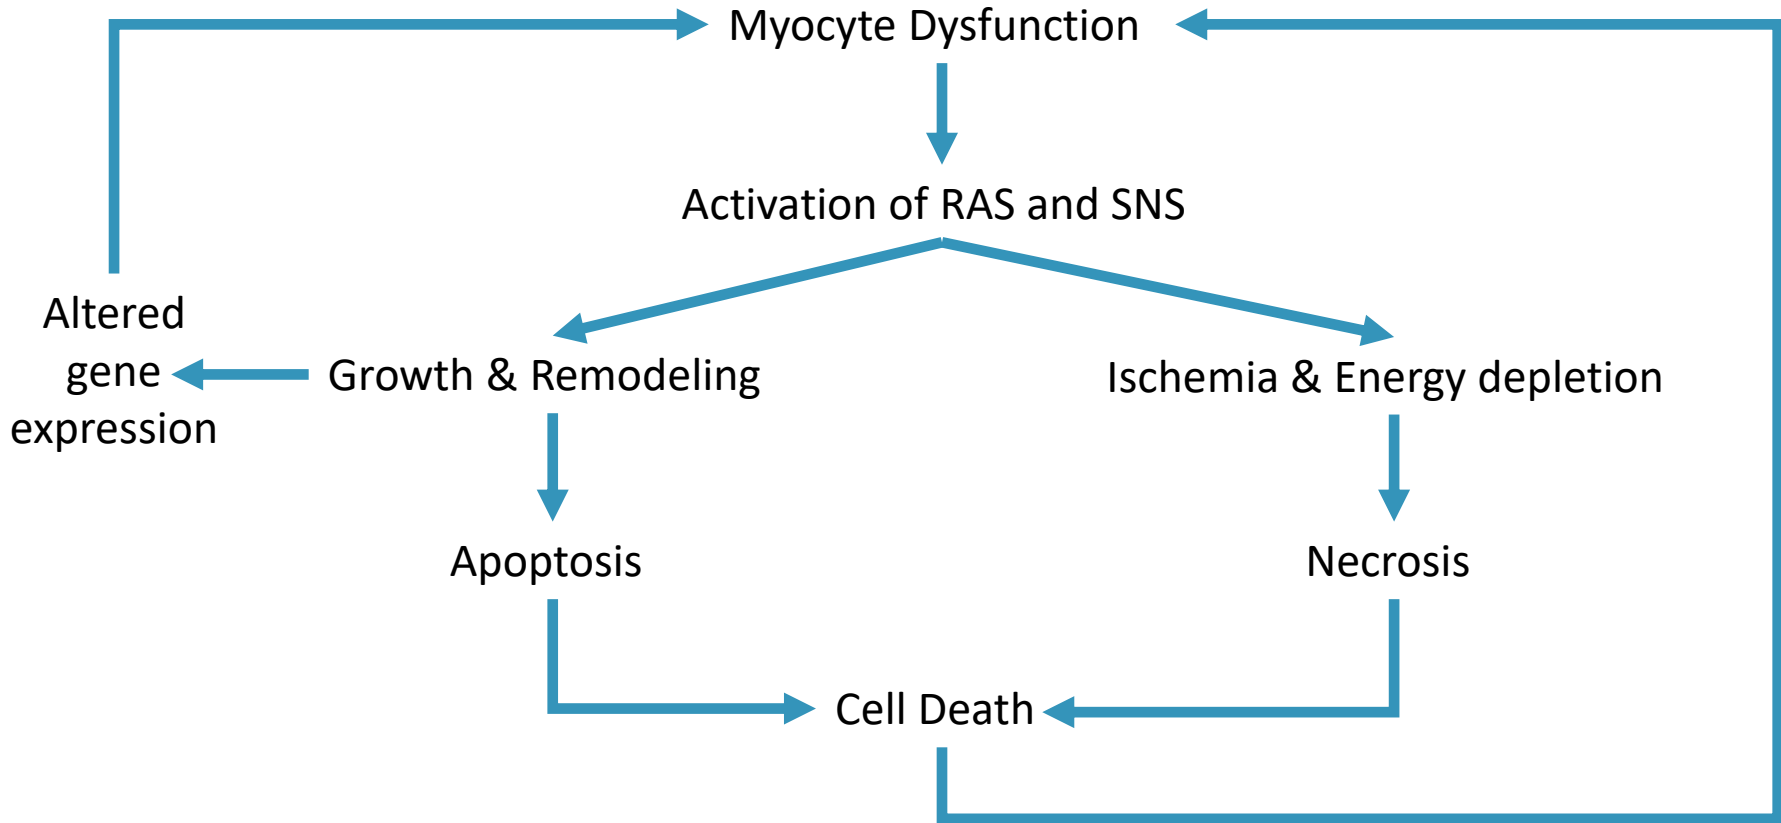 Myocyte Dysfunction
Activation of RAS and SNS
Altered
gene
expression
Growth & Remodeling
Ischemia & Energy depletion
Apoptosis
Necrosis
Cell Death